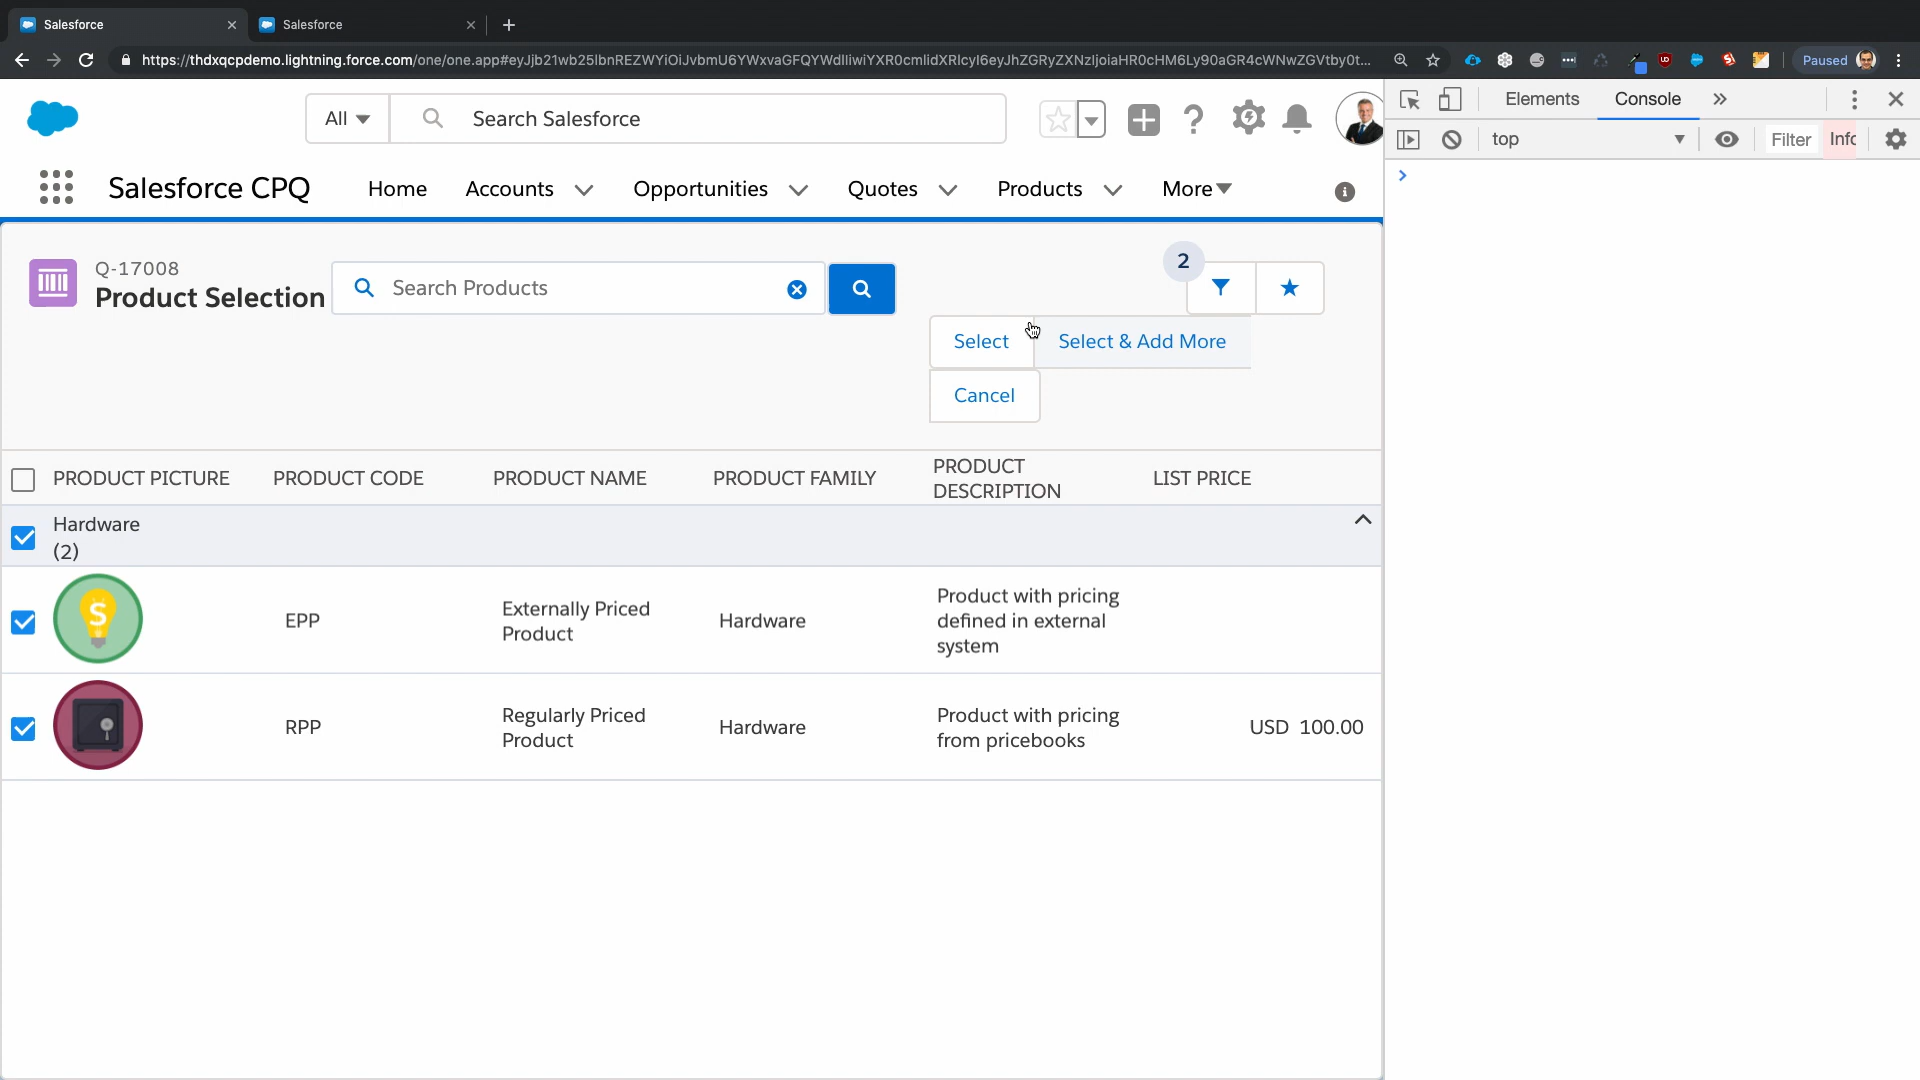 Salesforce
Salesforce
https://thdxqcpdemo.lightning.force.com/one/one.app#eyJjb21wb25lbnREZWYiOiJvbmU6YWxvaGFQYWdlIiwiYXR0cmlidXRlcyI6eyJhZGRyZXNzIjoiaHR0cHM6Ly90aGR4cWNwZGVtby0t...
Paused
All
Search Salesforce
Salesforce CPQ
Home
Accounts
Opportunities
Quotes
Products
More
Q-17008
Product Selection
Search Products
2
Select
Select & Add More
Cancel
PRODUCT PICTURE
PRODUCT CODE
PRODUCT NAME
PRODUCT FAMILY
PRODUCT
DESCRIPTION
LIST PRICE
Hardware
(2)
S
EPP
Externally Priced
Product
Hardware
Product with pricing
defined in external
system
RPP
Regularly Priced
Product
Hardware
Product with pricing
from pricebooks
USD 100.00
Elements
Console
top
Filter
Info